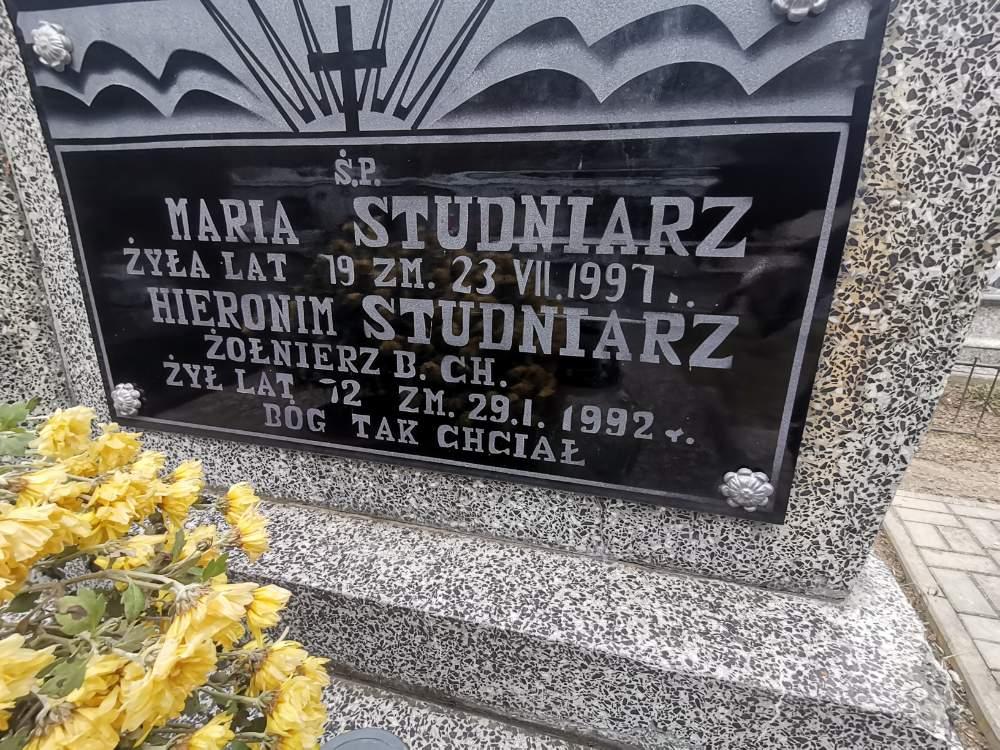 Ś.P.
MARIA STUDNIARZ
ŻYŁA LAT 79 ZM. 23 VII 1997 r.
HIERONIM STUDNIARZ
ŻOŁNIERZ B. CH.
ŻYŁ LAT 72 ZM. 29.I. 1992 r.
BÓG TAK CHCIAŁ